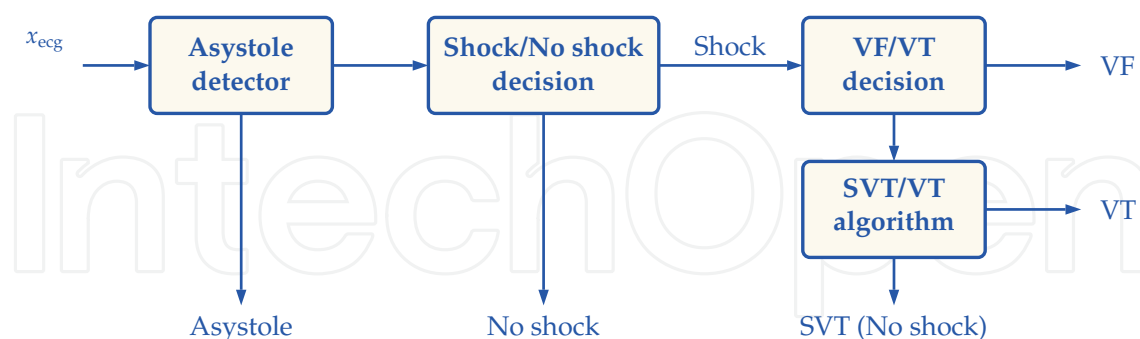 x_ecg
Asystole
detector
Shock/No shock
decision
Shock
VF/VT
decision
VF
SVT/VT
algorithm
VT
Asystole
No shock
SVT (No shock)
IntechOpen